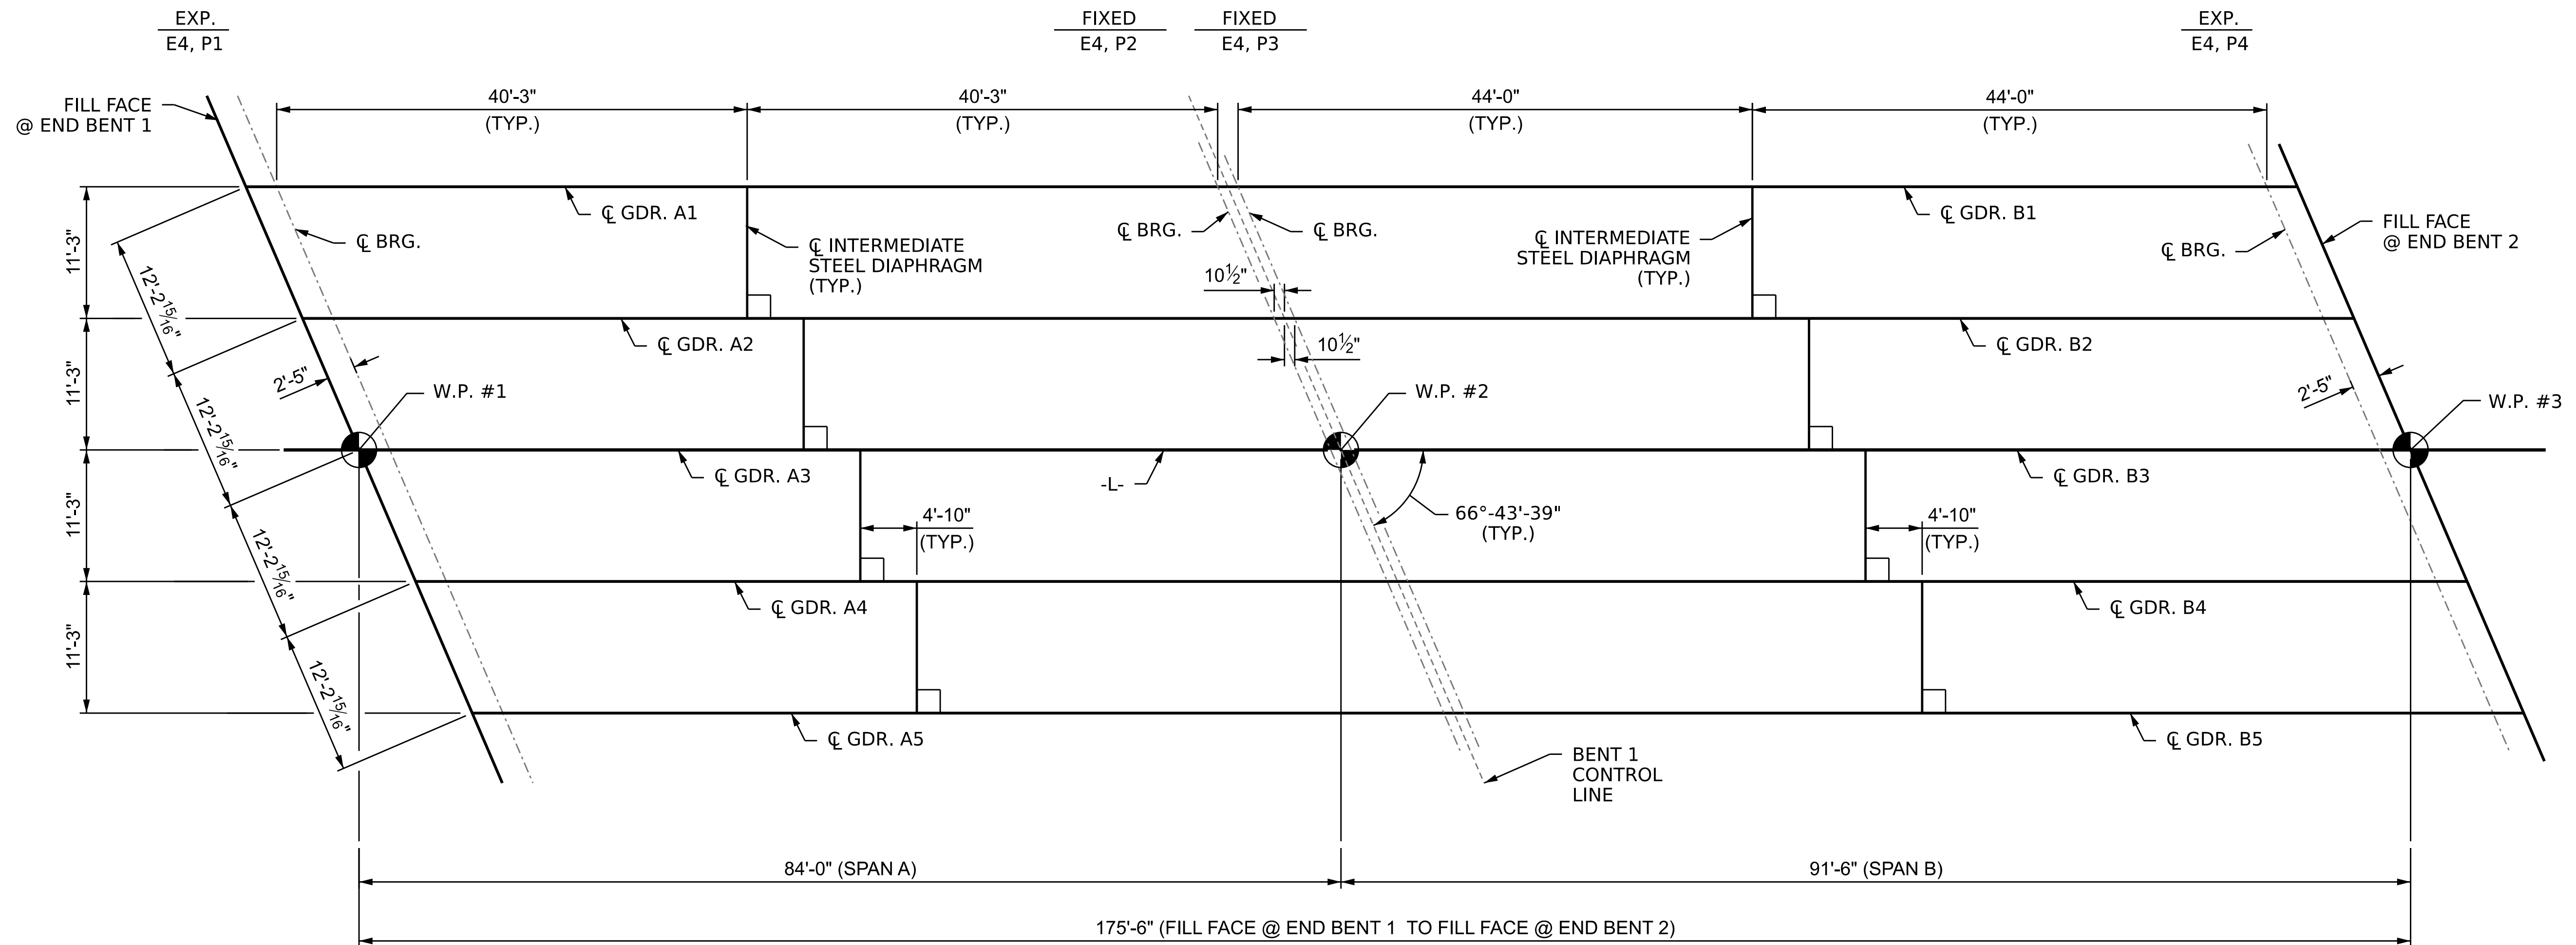 EXP.
E4, P1
FIXED
E4, P2
FIXED
E4, P3
EXP.
E4, P4
FILL FACE
@ END BENT 1
40'-3"
(TYP.)
40'-3"
(TYP.)
44'-0"
(TYP.)
44'-0"
(TYP.)
℄ GDR. A1
℄ GDR. B1
℄ BRG.
℄ INTERMEDIATE
STEEL DIAPHRAGM
(TYP.)
℄ BRG.
℄ BRG.
℄ INTERMEDIATE
STEEL DIAPHRAGM
(TYP.)
℄ BRG.
FILL FACE
@ END BENT 2
11'-3"
12'-2 15/16"
10½"
10½"
℄ GDR. A2
℄ GDR. B2
11'-3"
12'-2 15/16"
2'-5"
W.P. #1
W.P. #2
2'-5"
W.P. #3
℄ GDR. A3
-L-
℄ GDR. B3
11'-3"
12'-2 15/16"
4'-10"
(TYP.)
66°-43'-39"
(TYP.)
4'-10"
(TYP.)
℄ GDR. A4
℄ GDR. B4
11'-3"
12'-2 15/16"
℄ GDR. A5
℄ GDR. B5
BENT 1
CONTROL
LINE
84'-0" (SPAN A)
91'-6" (SPAN B)
175'-6" (FILL FACE @ END BENT 1 TO FILL FACE @ END BENT 2)